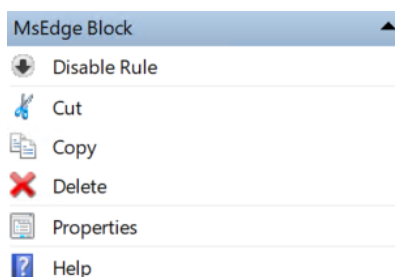 MsEdge Block
Disable Rule
Cut
Copy
Delete
Properties
Help